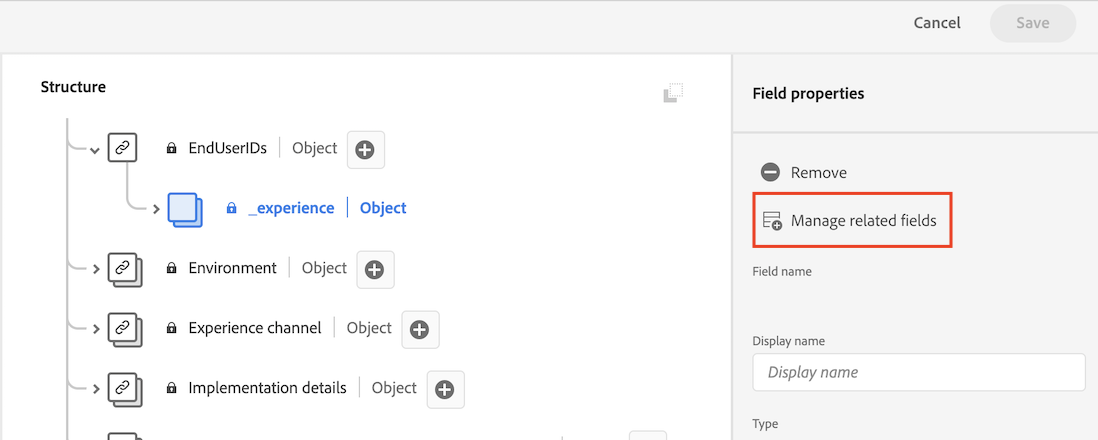 Cancel Save
Structure
Field properties
EndUserIDs Object
Remove
_experience Object
Manage related fields
Environment Object
Field name
Experience channel Object
Display name
Display name
Implementation details Object
Type